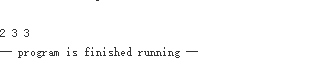 2 3 3
— program is finished running —